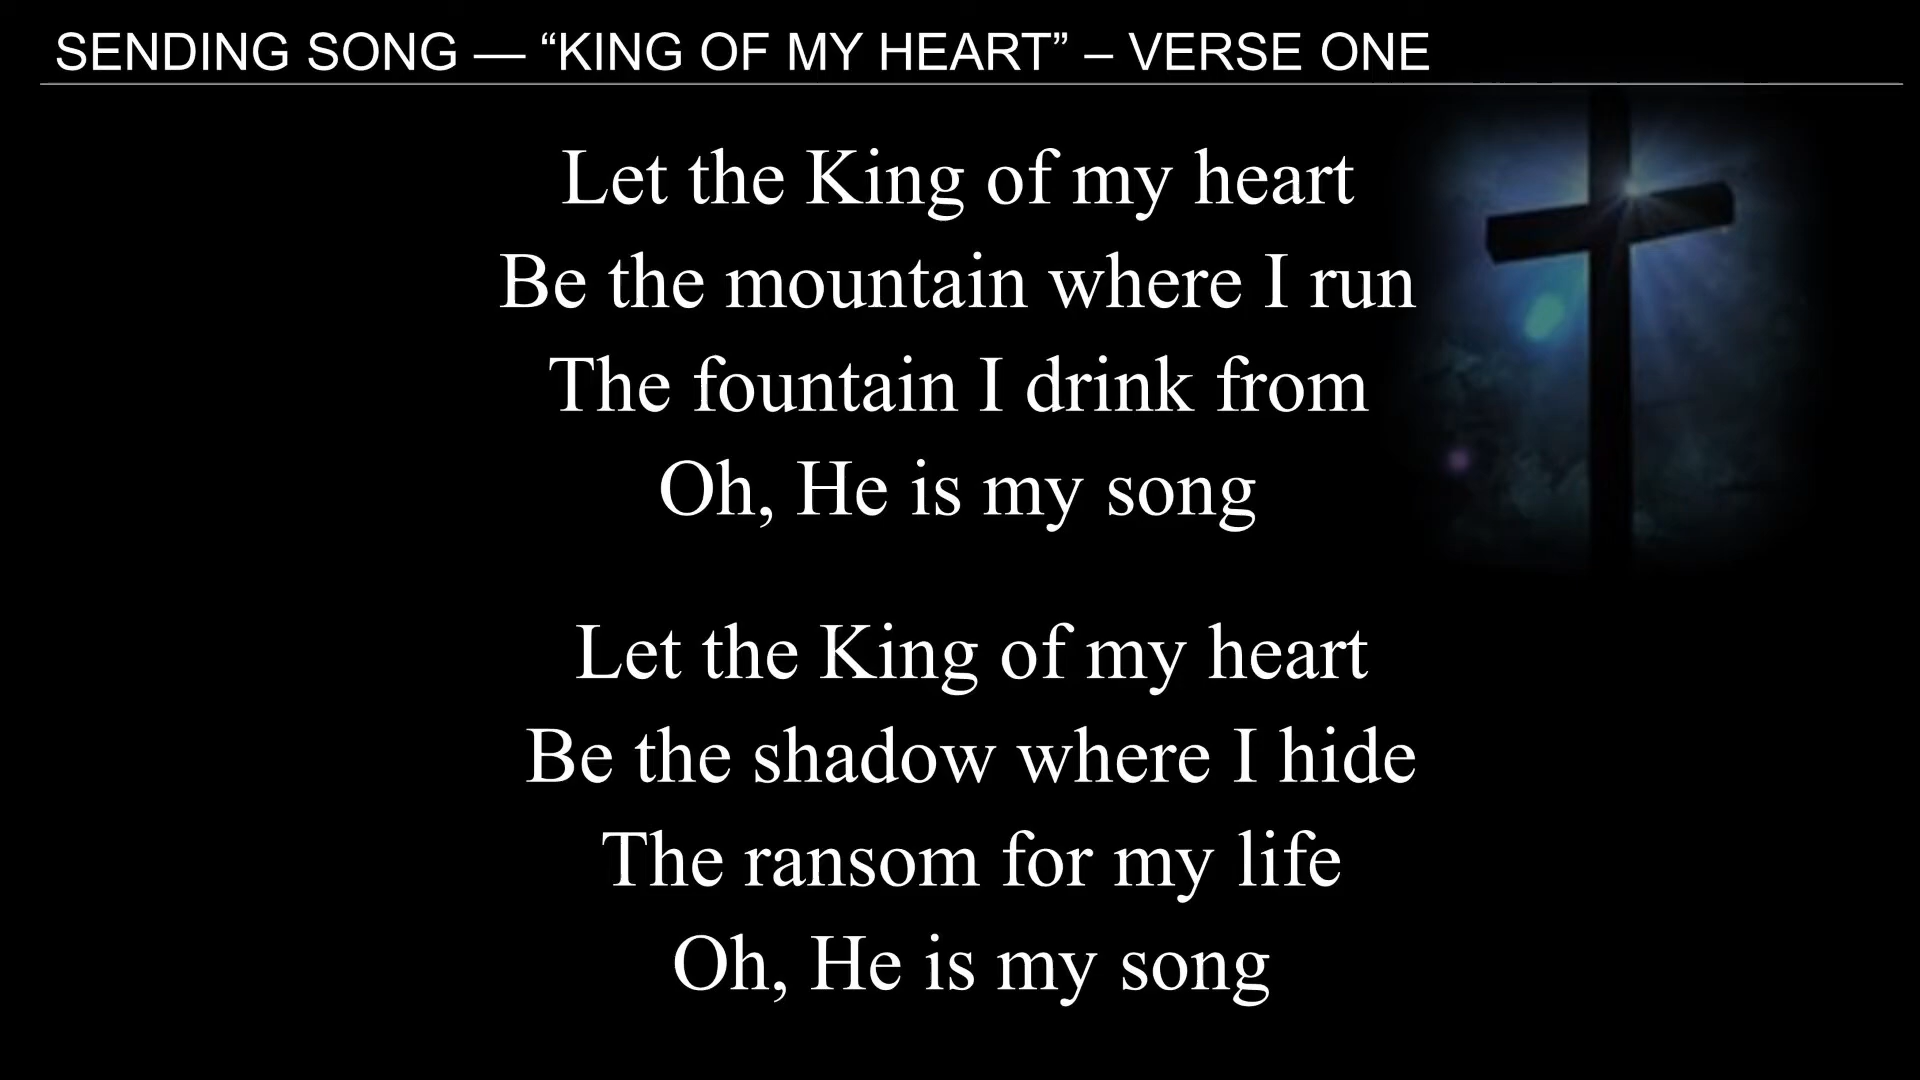 SENDING SONG — “KING OF MY HEART” – VERSE ONE
Let the King of my heart
Be the mountain where I run
The fountain I drink from
Oh, He is my song
Let the King of my heart
Be the shadow where I hide
The ransom for my life
Oh, He is my song